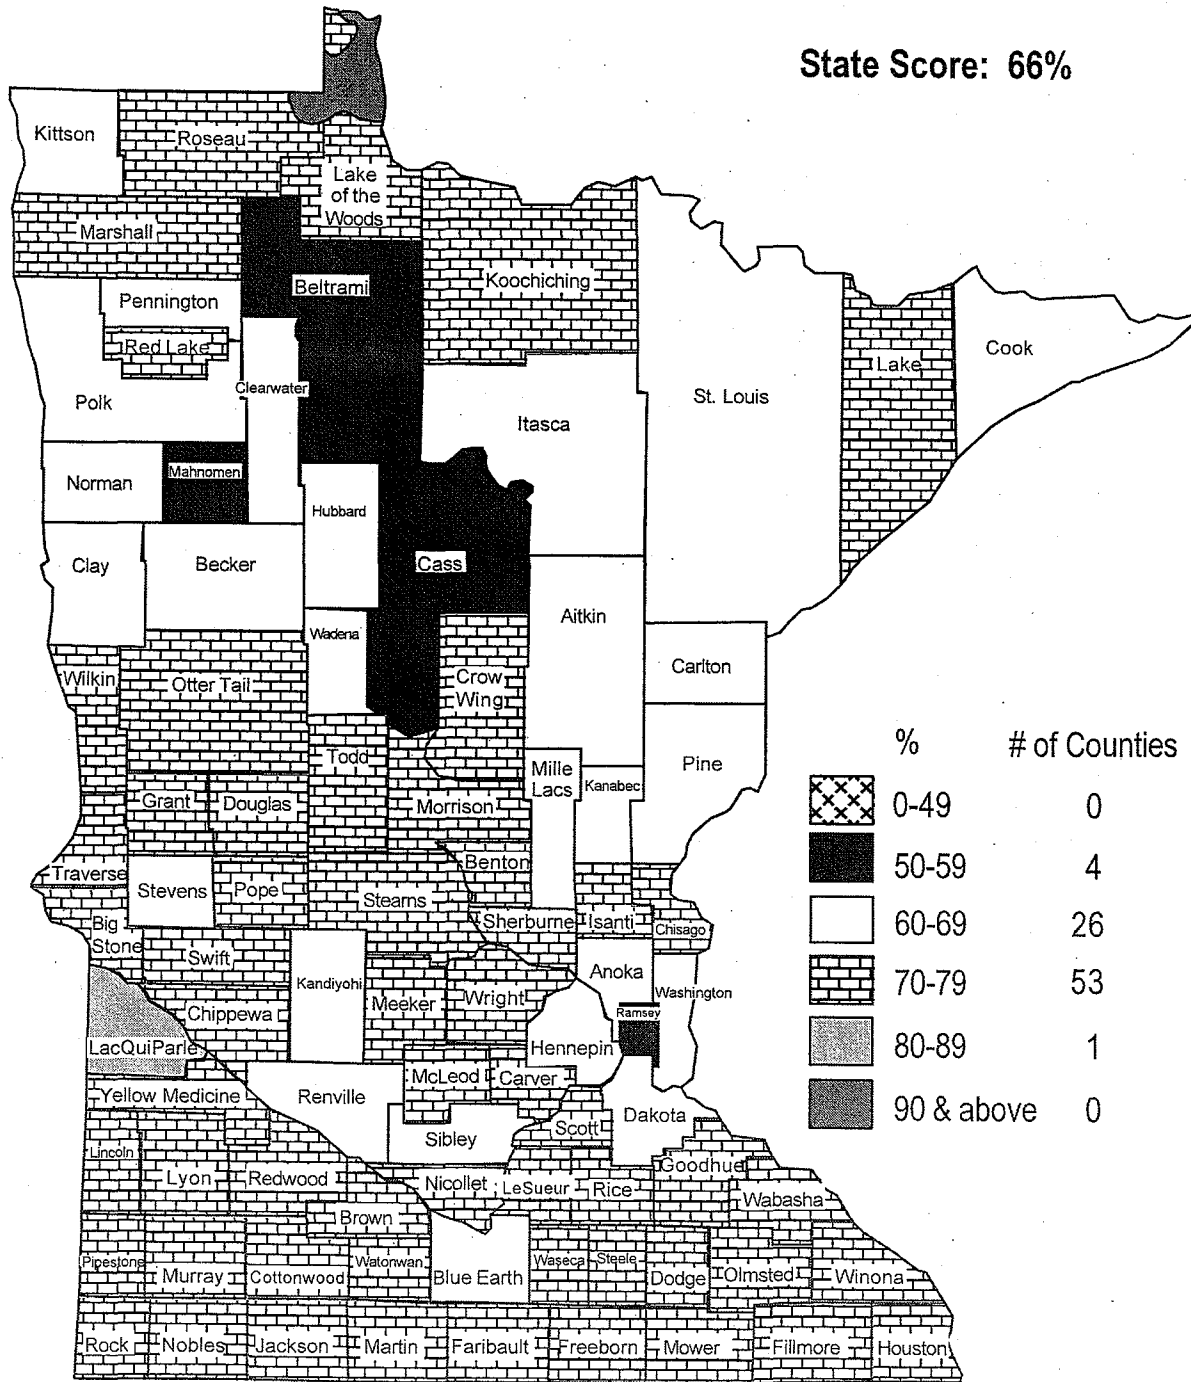 State Score: 66%
Kittson
Roseau
Lake
of the
Woods
Marshall
Beltrami
Koochiching
Pennington
Red Lake
Clearwater
Polk
Itasca
St. Louis
Lake
Cook
Norman
Mahnomen
Hubbard
Clay
Becker
Cass
Aitkin
Wadena
Carlton
Wilkin
Otter Tail
Crow
Wing
Todd
Mille
Lacs
Kanabec
Pine
Grant
Douglas
Morrison
Traverse
Stevens
Pope
Stearns
Benton
Big
Stone
Swift
Sherburne
Isanti
Chisago
Kandiyohi
Meeker
Wright
Anoka
Washington
Ramsey
Chippewa
LacQuiParle
Hennepin
McLeod
Carver
Yellow Medicine
Renville
Sibley
Scott
Dakota
Lincoln
Lyon
Redwood
Nicollet
LeSueur
Rice
Goodhue
Wabasha
Brown
Pipestone
Murray
Cottonwood
Watonwan
Blue Earth
Waseca
Steele
Dodge
Olmsted
Winona
Rock
Nobles
Jackson
Martin
Faribault
Freeborn
Mower
Fillmore
Houston
% # of Counties
0-49 0
50-59 4
60-69 26
70-79 53
80-89 1
90 & above 0